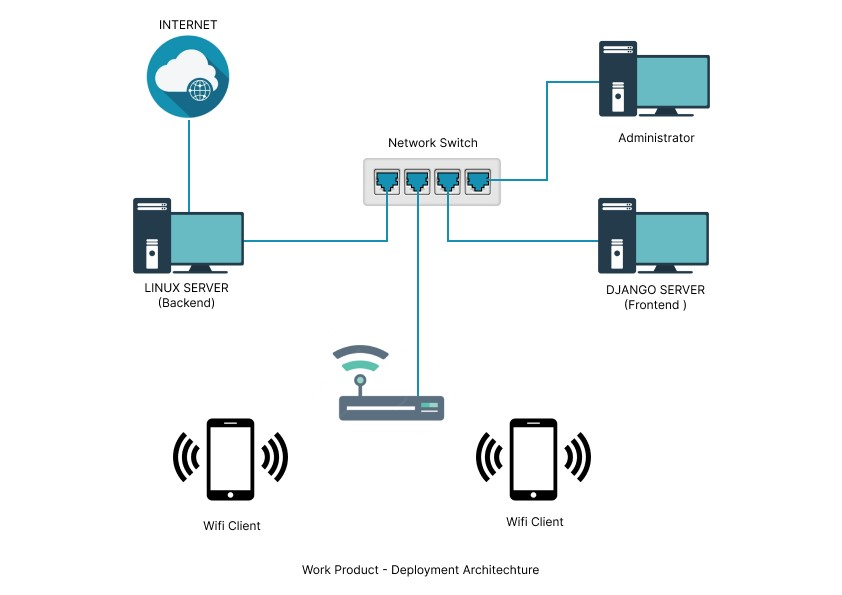 INTERNET
Network Switch
Administrator
LINUX SERVER
(Backend)
DJANGO SERVER
(Frontend )
Wifi Client
Wifi Client
Work Product - Deployment Architechture